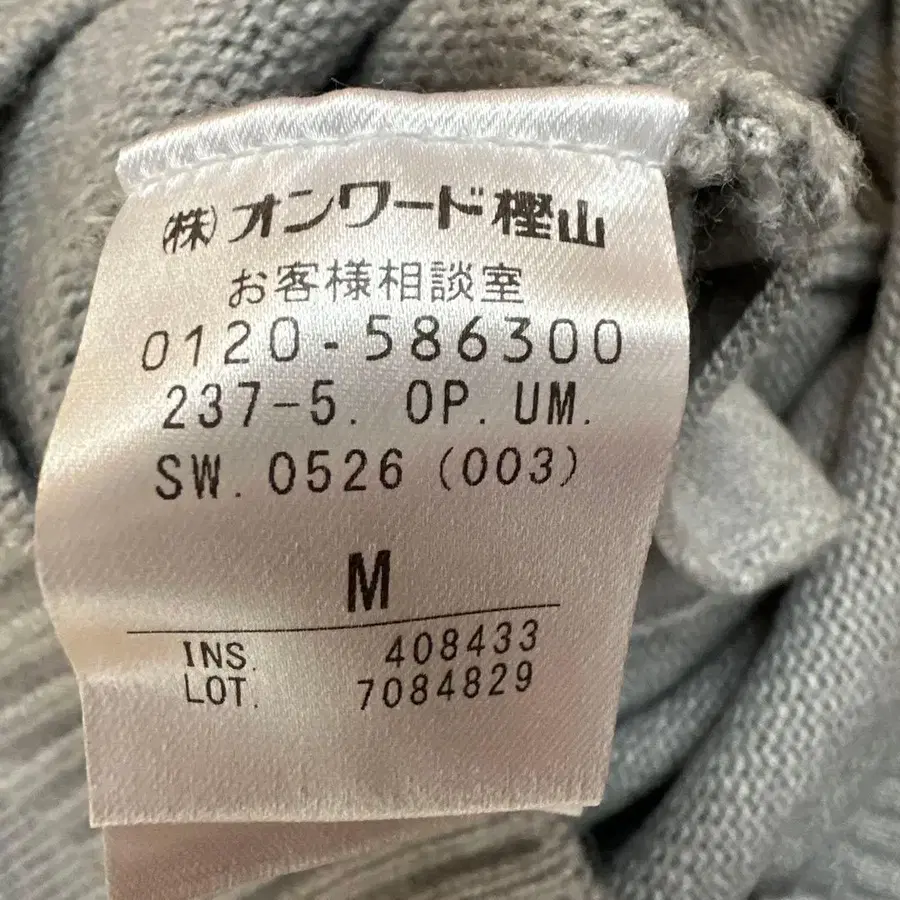 ㈱オンワード樫山
お客様相談室
0120-586300
237-5. OP. UM.
SW. 0526 (003)
M
INS. 408433
LOT. 7084829